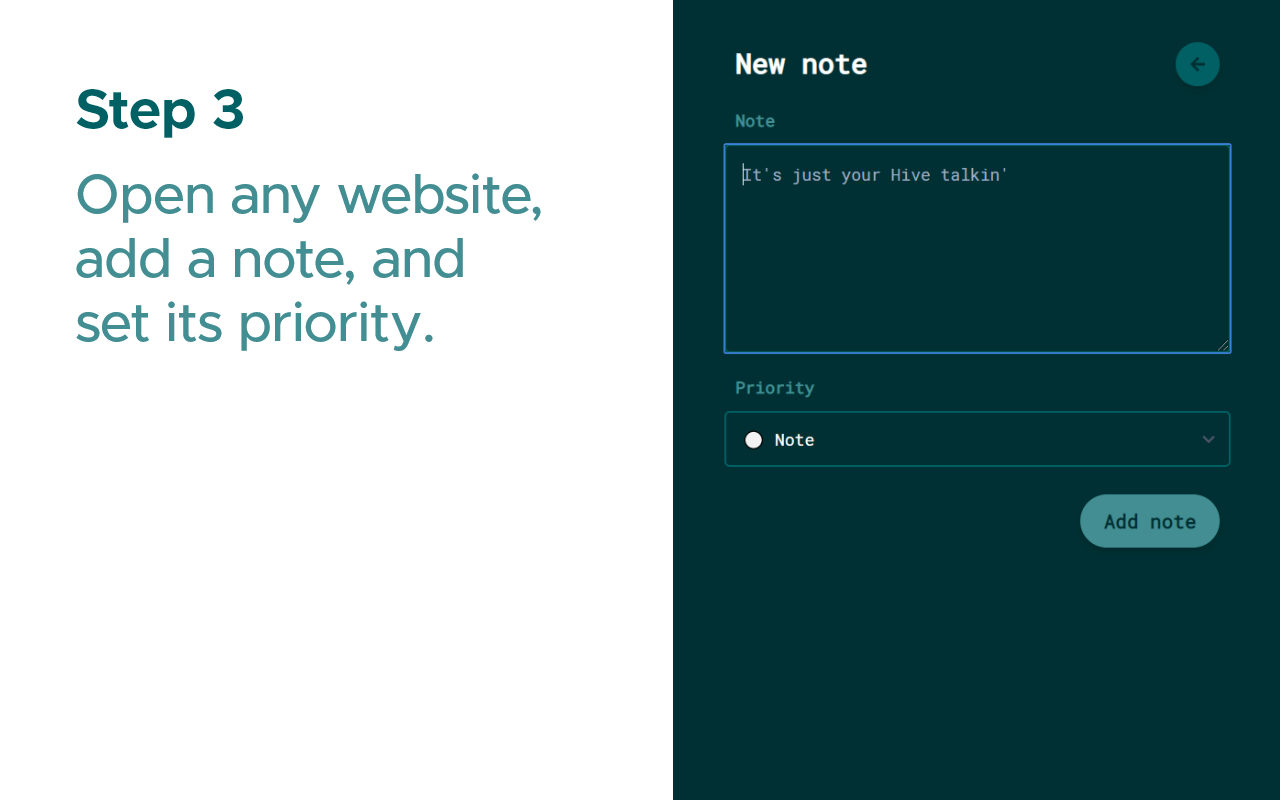 Step 3
Open any website,
add a note, and
set its priority.
New note
Note
It's just your Hive talkin'
Priority
Note
Add note